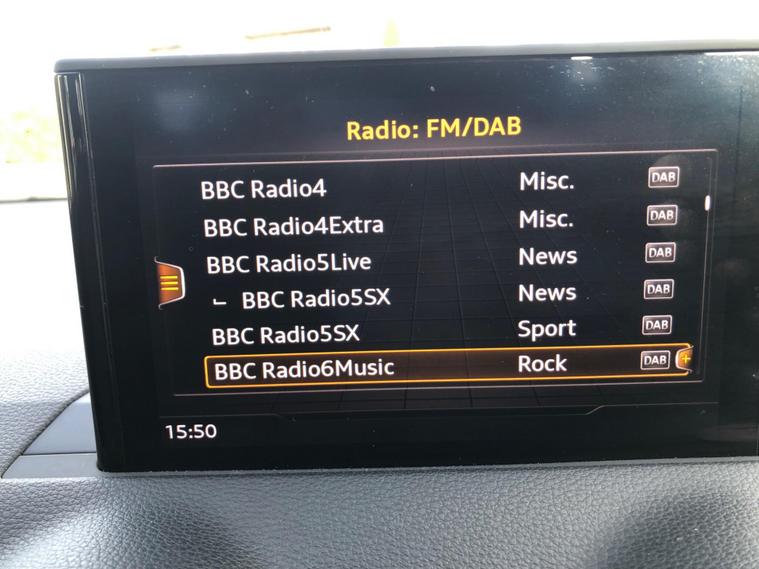 Radio: FM/DAB
BBC Radio4 Misc. DAB
BBC Radio4Extra Misc. DAB
BBC Radio5Live News DAB
BBC Radio5SX News DAB
BBC Radio5SX Sport DAB
BBC Radio6Music Rock DAB +
15:50